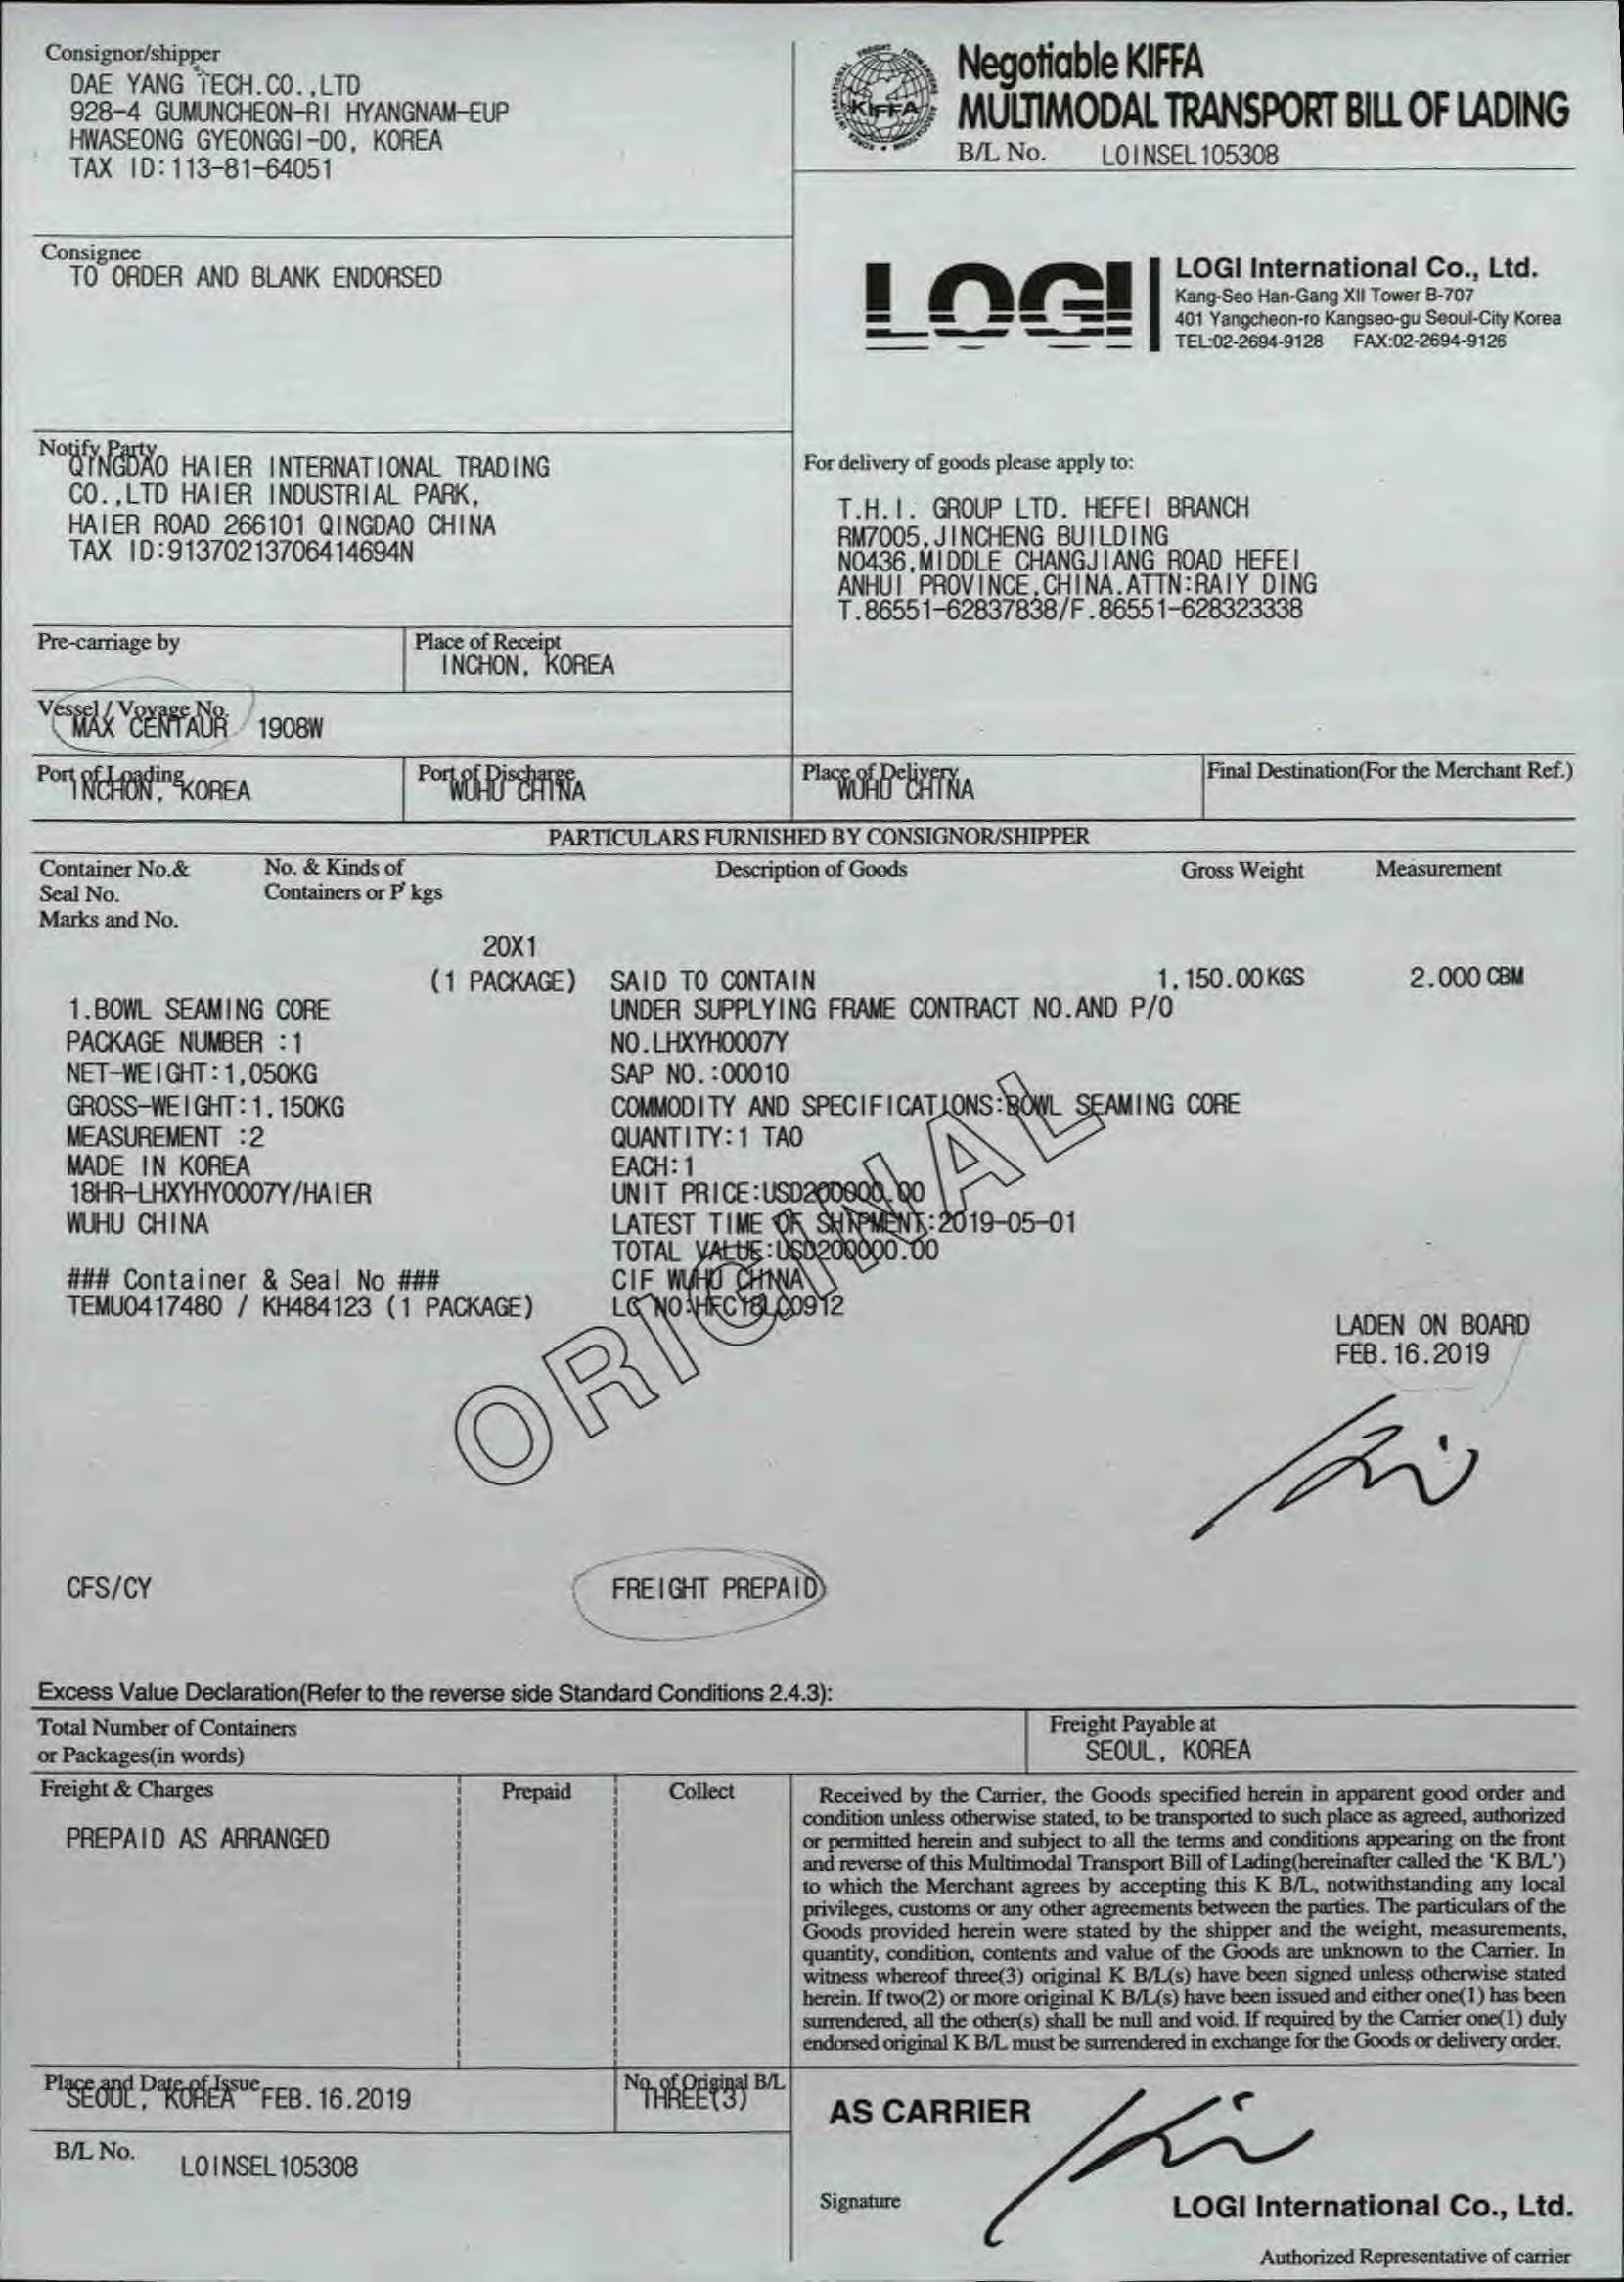 Consignor/shipper
DAE YANG TECH.CO.,LTD
928-4 GUMUNCHEON-RI HYANGNAM-EUP
HWASEONG GYEONGGI-DO, KOREA
TAX ID:113-81-64051
KIFFA
Negotiable KIFFA
MULTIMODAL TRANSPORT BILL OF LADING
B/L No. LOINSEL105308
Consignee
TO ORDER AND BLANK ENDORSED
LOGI
LOGI International Co., Ltd.
Kang-Seo Han-Gang XII Tower B-707
401 Yangcheon-ro Kangseo-gu Seoul-City Korea
TEL:02-2694-9128 FAX:02-2694-9126
Notify Party
QINGDAO HAIER INTERNATIONAL TRADING
CO.,LTD HAIER INDUSTRIAL PARK,
HAIER ROAD 266101 QINGDAO CHINA
TAX ID:913702137064146​94N
For delivery of goods please apply to:
T.H.I. GROUP LTD. HEFEI BRANCH
RM7005,JINCHENG BUILDING
NO436,MIDDLE CHANGJIANG ROAD HEFEI
ANHUI PROVINCE,CHINA.ATTN:RAIY DING
T.86551-62837838/F.86551-628323338
Pre-carriage by
Place of Receipt
INCHON, KOREA
Vessel/Voyage No.
MAX CENTAUR 1908W
Port of Loading
INCHON, KOREA
Port of Discharge
WUHU CHINA
Place of Delivery
WUHU CHINA
Final Destination(For the Merchant Ref.)
PARTICULARS FURNISHED BY CONSIGNOR/SHIPPER
Container No.& No. & Kinds of Description of Goods Gross Weight Measurement
Seal No. Containers or P'kgs
Marks and No.
20X1
(1 PACKAGE) SAID TO CONTAIN 1,150.00KGS 2.000 CBM
1.BOWL SEAMING CORE UNDER SUPPLYING FRAME CONTRACT NO.AND P/O
PACKAGE NUMBER :1 NO.LHXYH0007Y
NET-WEIGHT:1,050KG SAP NO.:00010
GROSS-WEIGHT:1,150KG COMMODITY AND SPECIFICATIONS:BOWL SEAMING CORE
MEASUREMENT :2 QUANTITY:1 TAO
MADE IN KOREA EACH:1
18HR-LHXYHY0007Y/HAIER UNIT PRICE:USD200000.00
WUHU CHINA LATEST TIME OF SHIPMENT:2019-05-01
TOTAL VALUE:USD200000.00
### Container & Seal No ### CIF WUHU CHINA
TEMU0417480 / KH484123 (1 PACKAGE) LC NO:HFC18LC0912
ORIGINAL
LADEN ON BOARD
FEB.16.2019
CFS/CY FREIGHT PREPAID
Excess Value Declaration(Refer to the reverse side Standard Conditions 2.4.3):
Total Number of Containers
or Packages(in words)
Freight Payable at
SEOUL, KOREA
Freight & Charges Prepaid Collect
PREPAID AS ARRANGED
Received by the Carrier, the Goods specified herein in apparent good order and
condition unless otherwise stated, to be transported to such place as agreed, authorized
or permitted herein and subject to all the terms and conditions appearing on the front
and reverse of this Multimodal Transport Bill of Lading(hereinafter called the 'K B/L')
to which the Merchant agrees by accepting this K B/L, notwithstanding any local
privileges, customs or any other agreements between the parties. The particulars of the
Goods provided herein were stated by the shipper and the weight, measurements,
quantity, condition, contents and value of the Goods are unknown to the Carrier. In
witness whereof three(3) original K B/L(s) have been signed unless otherwise stated
herein. If two(2) or more original K B/L(s) have been issued and either one(1) has been
surrendered, all the other(s) shall be null and void. If required by the Carrier one(1) duly
endorsed original K B/L must be surrendered in exchange for the Goods or delivery order.
Place and Date of Issue
SEOUL, KOREA FEB.16.2019
No. of Original B/L
THREE(3)
B/L No. LOINSEL105308
AS CARRIER
Signature
LOGI International Co., Ltd.
Authorized Representative of carrier